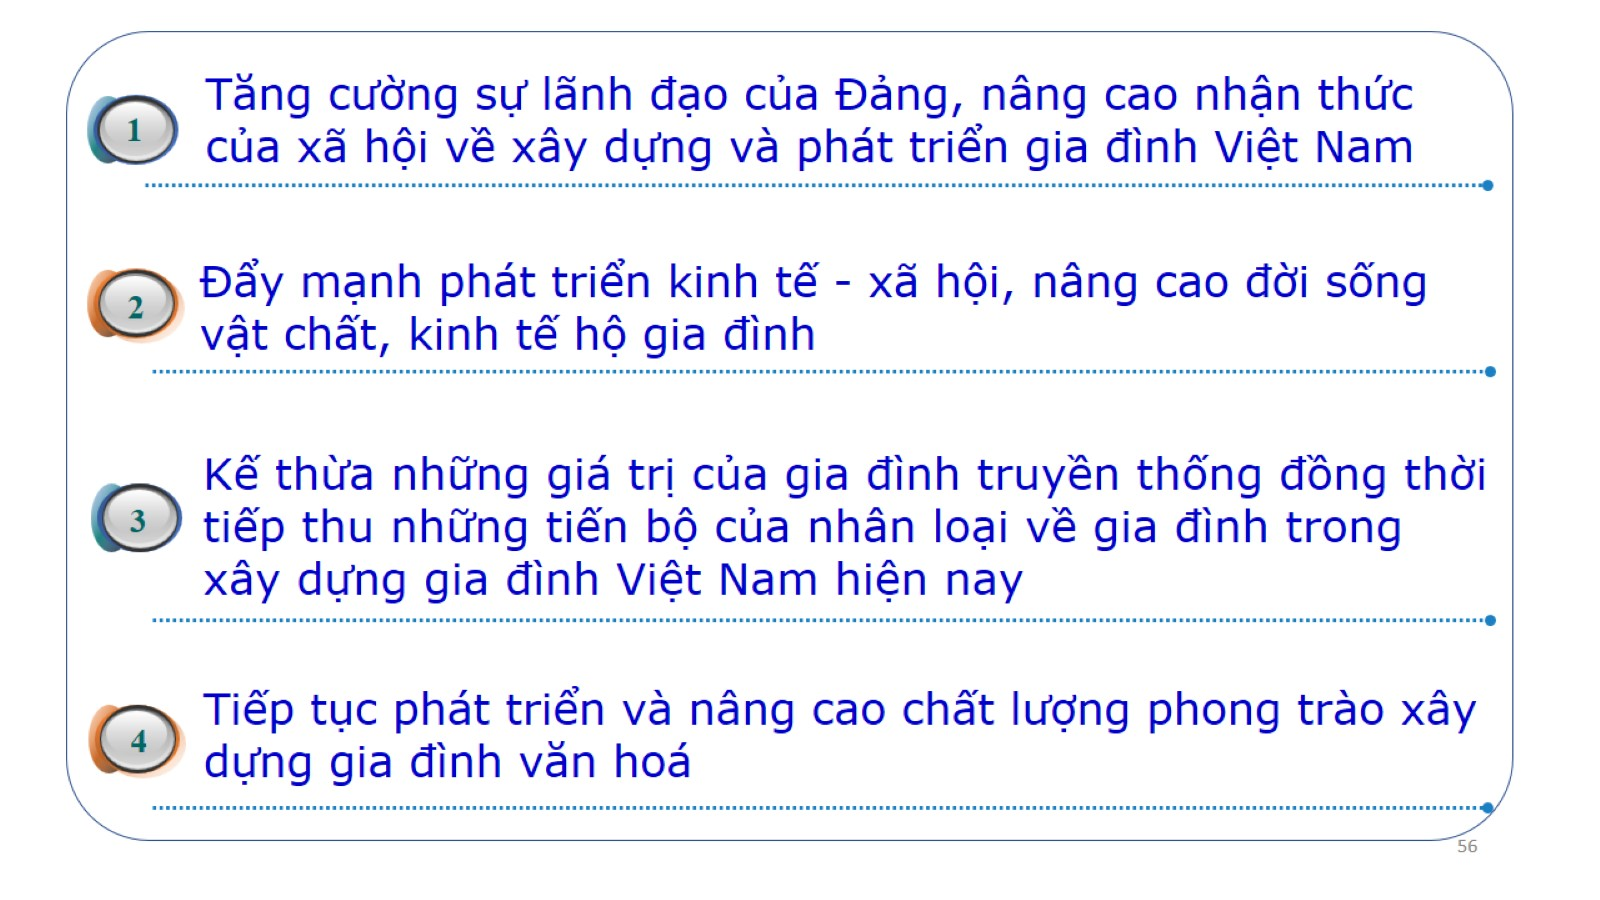 1
Tăng cường sự lãnh đạo của Đảng, nâng cao nhận thức
của xã hội về xây dựng và phát triển gia đình Việt Nam
2
Đẩy mạnh phát triển kinh tế - xã hội, nâng cao đời sống
vật chất, kinh tế hộ gia đình
3
Kế thừa những giá trị của gia đình truyền thống đồng thời
tiếp thu những tiến bộ của nhân loại về gia đình trong
xây dựng gia đình Việt Nam hiện nay
4
Tiếp tục phát triển và nâng cao chất lượng phong trào xây
dựng gia đình văn hoá
56